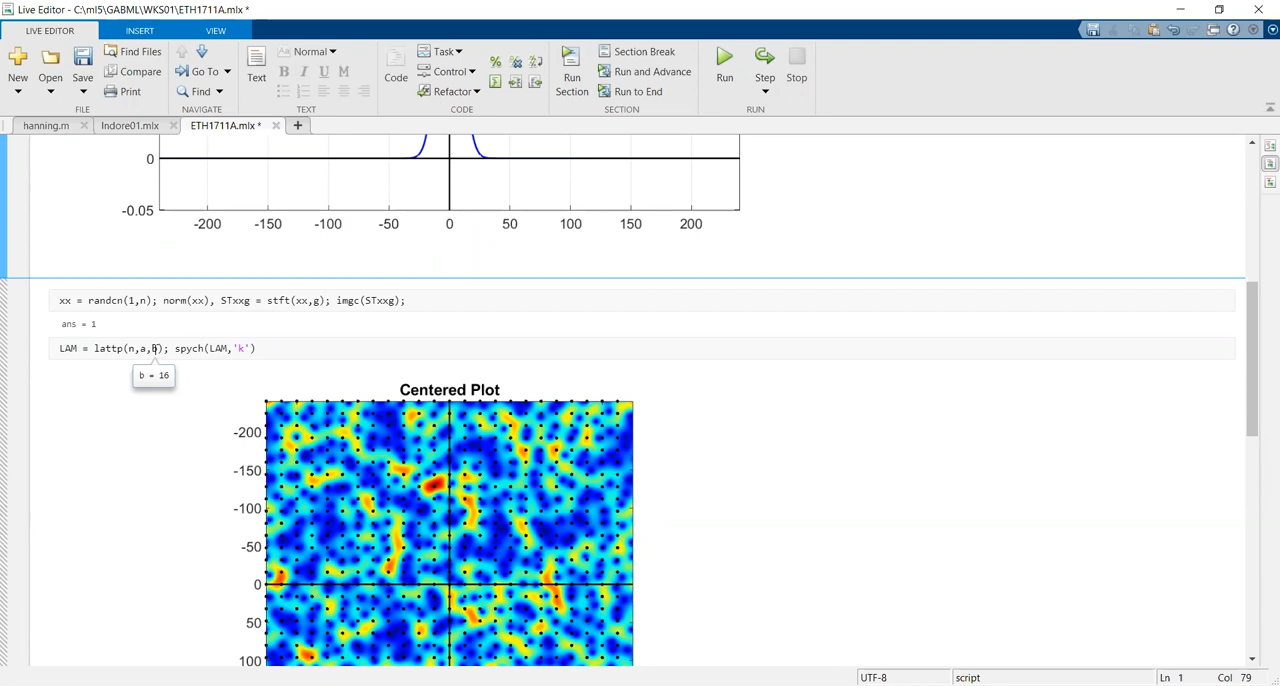 Live Editor - C:\ml5\GABML\WKS01\ETH1711A.mlx *
LIVE EDITOR INSERT VIEW
New
Open
Save
Find Files
Compare
Print
FILE
Go To
Find
NAVIGATE
Text
Normal
B I U M
TEXT
Code
Task
Control
Refactor
CODE
Run Section
Section Break
Run and Advance
Run to End
SECTION
Run
Step
Stop
RUN
hanning.m Indore01.mlx ETH1711A.mlx *
0
-0.05
-200 -150 -100 -50 0 50 100 150 200
xx = randcn(1,n); norm(xx), STxxg = stft(xx,g); imgc(STxxg);
ans = 1
LAM = lattp(n,a,b); spych(LAM,'k')
b = 16
Centered Plot
-200
-150
-100
-50
0
50
100
UTF-8 script Ln 1 Col 79